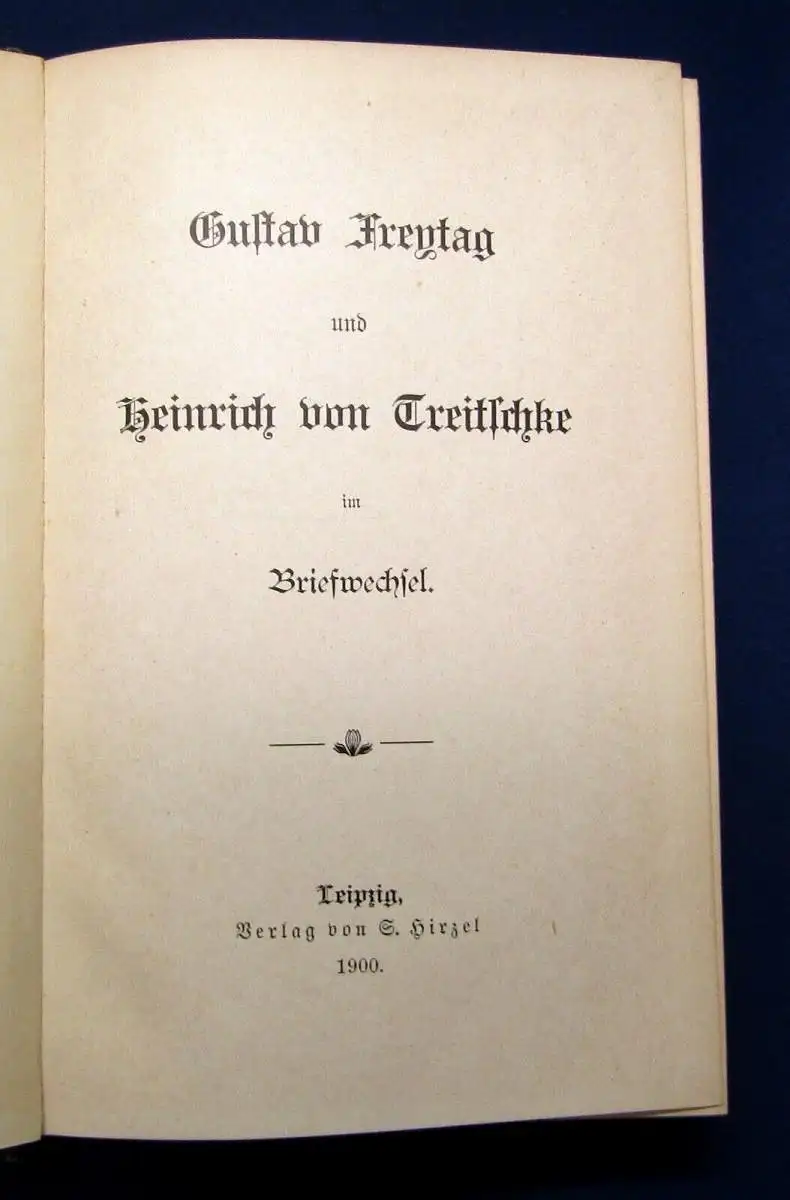 Guſtav Freytag
und
Heinrich von Treitſchke
im
Briefwechſel.
Leipzig,
Verlag von S. Hirzel
1900.